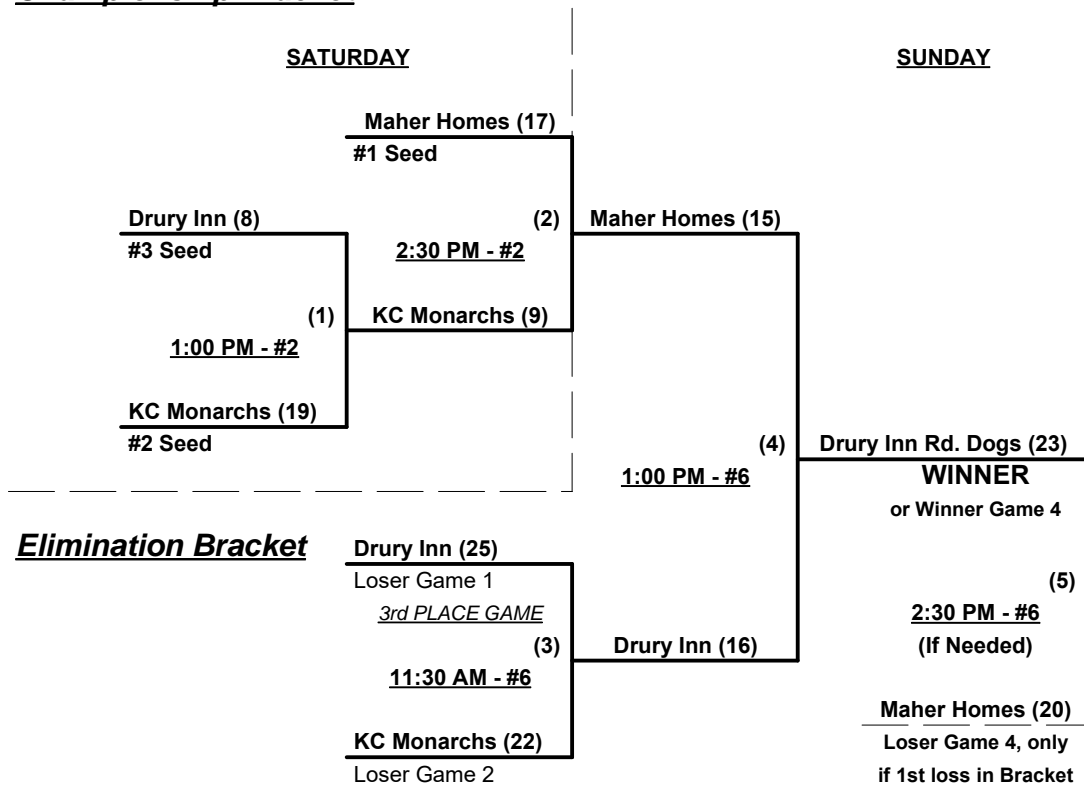 SATURDAY
SUNDAY
Maher Homes (17)
#1 Seed
Drury Inn (8)
(2)
Maher Homes (15)
#3 Seed
2:30 PM - #2
(1)
KC Monarchs (9)
1:00 PM - #2
KC Monarchs (19)
#2 Seed
(4)
Drury Inn Rd. Dogs (23)
1:00 PM - #6
WINNER
or Winner Game 4
Elimination Bracket
Drury Inn (25)
Loser Game 1
(5)
3rd PLACE GAME
2:30 PM - #6
(3)
Drury Inn (16)
(If Needed)
11:30 AM - #6
Maher Homes (20)
KC Monarchs (22)
Loser Game 4, only
Loser Game 2
if 1st loss in Bracket